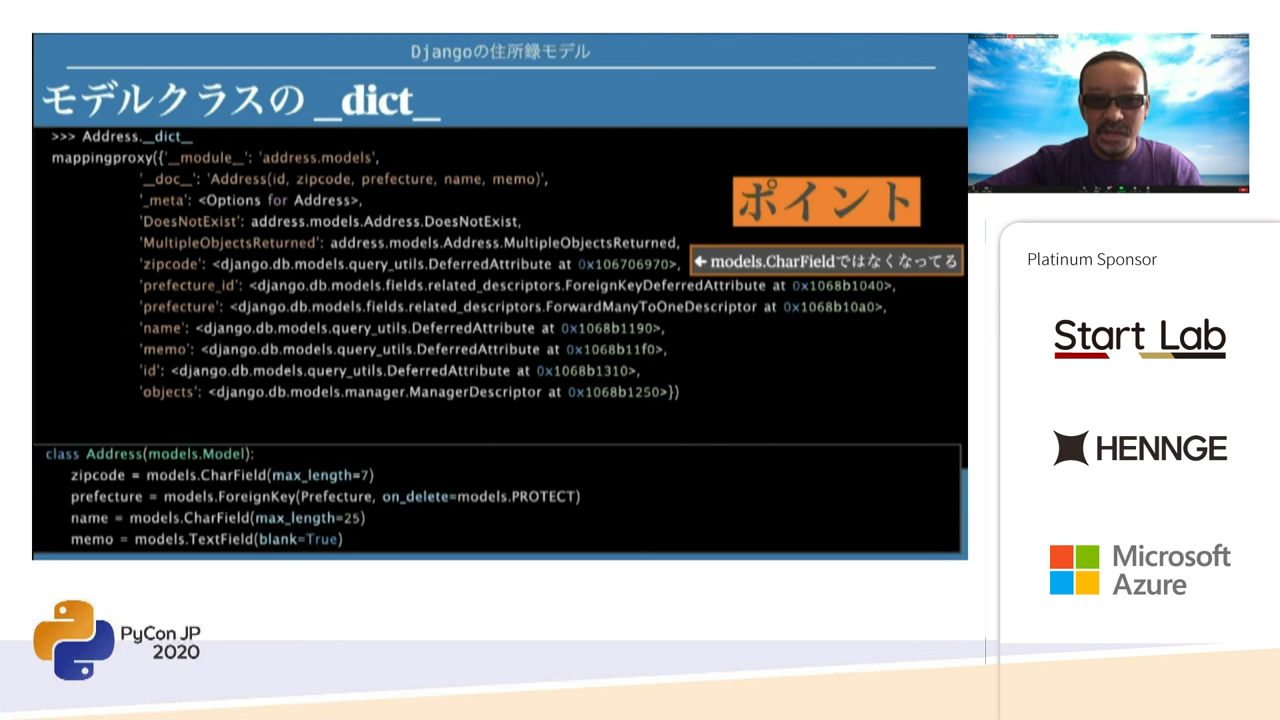 Djangoの住所録モデル
モデルクラスの __dict__
>>> Address.__dict__
mappingproxy({'__module__': 'address.models',
'__doc__': 'Address(id, zipcode, prefecture, name, memo)',
'_meta': <Options for Address>,
'DoesNotExist': address.models.Address.DoesNotExist,
'MultipleObjectsReturned': address.models.Address.MultipleObjectsReturned,
'zipcode': <django.db.models.query_utils.DeferredAttribute at 0x106706970>,
'prefecture_id': <django.db.models.fields.related_descriptors.ForeignKeyDeferredAttribute at 0x1068b1040>,
'prefecture': <django.db.models.fields.related_descriptors.ForwardManyToOneDescriptor at 0x1068b10a0>,
'name': <django.db.models.query_utils.DeferredAttribute at 0x1068b1190>,
'memo': <django.db.models.query_utils.DeferredAttribute at 0x1068b11f0>,
'id': <django.db.models.query_utils.DeferredAttribute at 0x1068b1310>,
'objects': <django.db.models.manager.ManagerDescriptor at 0x1068b1250>})
ポイント
← models.CharFieldではなくなってる
class Address(models.Model):
zipcode = models.CharField(max_length=7)
prefecture = models.ForeignKey(Prefecture, on_delete=models.PROTECT)
name = models.CharField(max_length=25)
memo = models.TextField(blank=True)
Platinum Sponsor
Start Lab
HENNGE
Microsoft
Azure
PyCon JP
2020